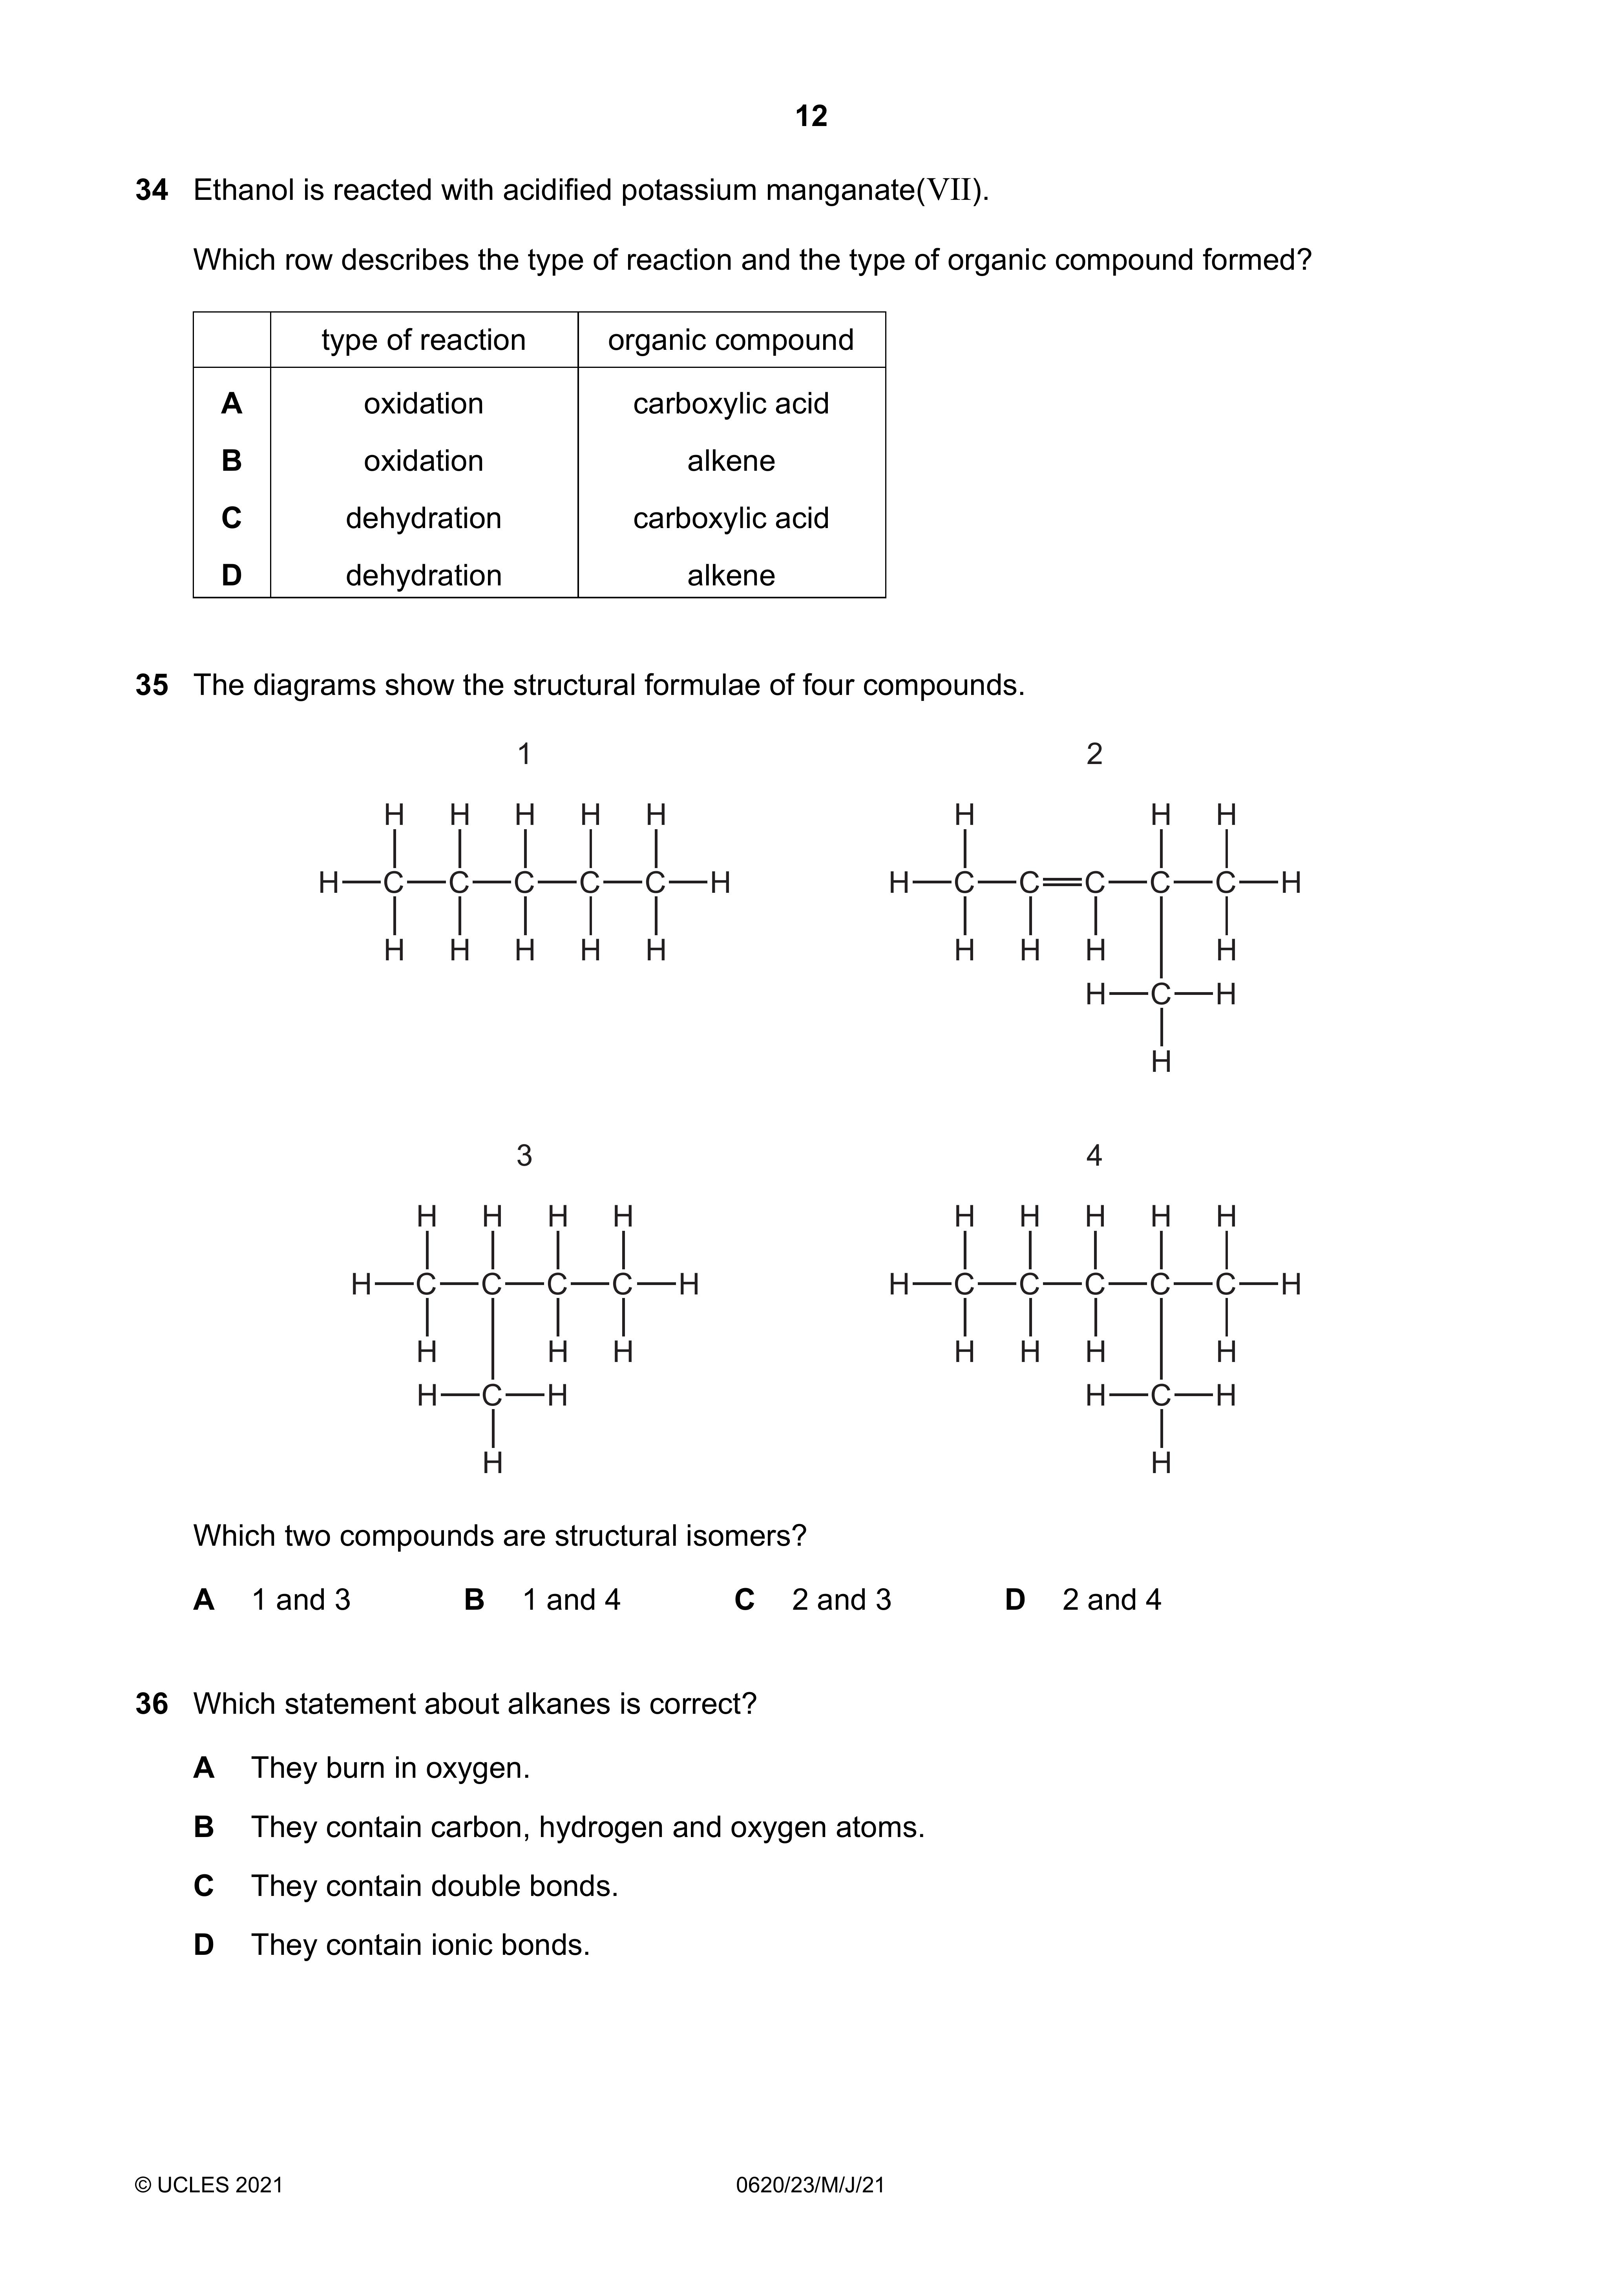 12
34 Ethanol is reacted with acidified potassium manganate(VII).
Which row describes the type of reaction and the type of organic compound formed?
type of reaction organic compound
A oxidation carboxylic acid
B oxidation alkene
C dehydration carboxylic acid
D dehydration alkene
35 The diagrams show the structural formulae of four compounds.
1 2
H H H H H H H H
H C C C C C H H C C C C C H
H H H H H H H H H
H C H
H
3 4
H H H H H H H H H
H C C C C H H C C C C C H
H H H H H H H
H C H H C H
H H
Which two compounds are structural isomers?
A 1 and 3 B 1 and 4 C 2 and 3 D 2 and 4
36 Which statement about alkanes is correct?
A They burn in oxygen.
B They contain carbon, hydrogen and oxygen atoms.
C They contain double bonds.
D They contain ionic bonds.
© UCLES 2021 0620/23/M/J/21